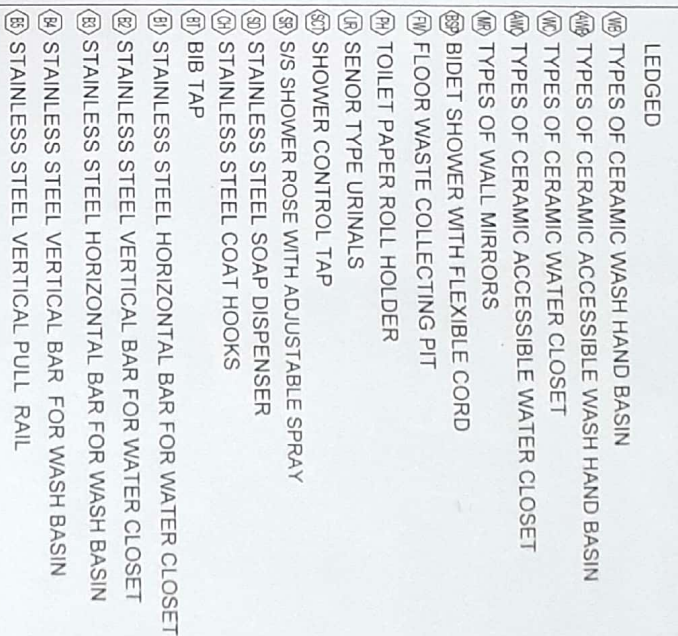 LEDGED
WB TYPES OF CERAMIC WASH HAND BASIN
AWB TYPES OF CERAMIC ACCESSIBLE WASH HAND BASIN
WC TYPES OF CERAMIC WATER CLOSET
AWC TYPES OF CERAMIC ACCESSIBLE WATER CLOSET
MR TYPES OF WALL MIRRORS
BSP BIDET SHOWER WITH FLEXIBLE CORD
FW FLOOR WASTE COLLECTING PIT
PH TOILET PAPER ROLL HOLDER
UR SENOR TYPE URINALS
SCT SHOWER CONTROL TAP
SR S/S SHOWER ROSE WITH ADJUSTABLE SPRAY
SD STAINLESS STEEL SOAP DISPENSER
CH STAINLESS STEEL COAT HOOKS
BT BIB TAP
B1 STAINLESS STEEL HORIZONTAL BAR FOR WATER CLOSET
B2 STAINLESS STEEL VERTICAL BAR FOR WATER CLOSET
B3 STAINLESS STEEL HORIZONTAL BAR FOR WASH BASIN
B4 STAINLESS STEEL VERTICAL BAR FOR WASH BASIN
B5 STAINLESS STEEL VERTICAL PULL RAIL